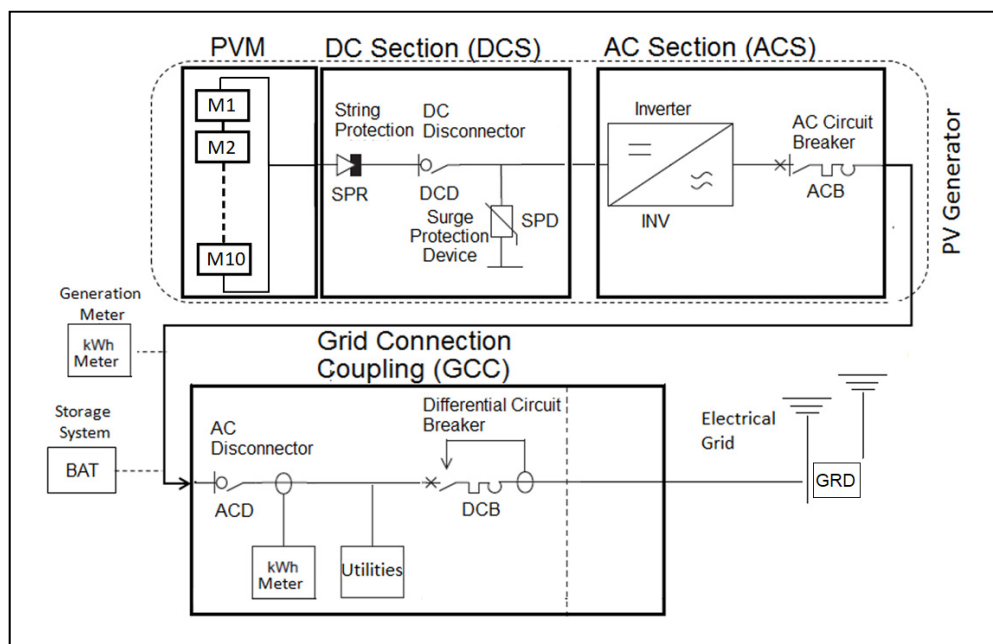 PVM
DC Section (DCS)
AC Section (ACS)
M1
M2
M10
String
Protection
SPR
DC
Disconnector
DCD
Surge
Protection
Device
SPD
Inverter
INV
AC Circuit
Breaker
ACB
PV Generator
Generation
Meter
kWh
Meter
Grid Connection
Coupling (GCC)
Storage
System
BAT
AC
Disconnector
ACD
kWh
Meter
Utilities
Differential Circuit
Breaker
DCB
Electrical
Grid
GRD